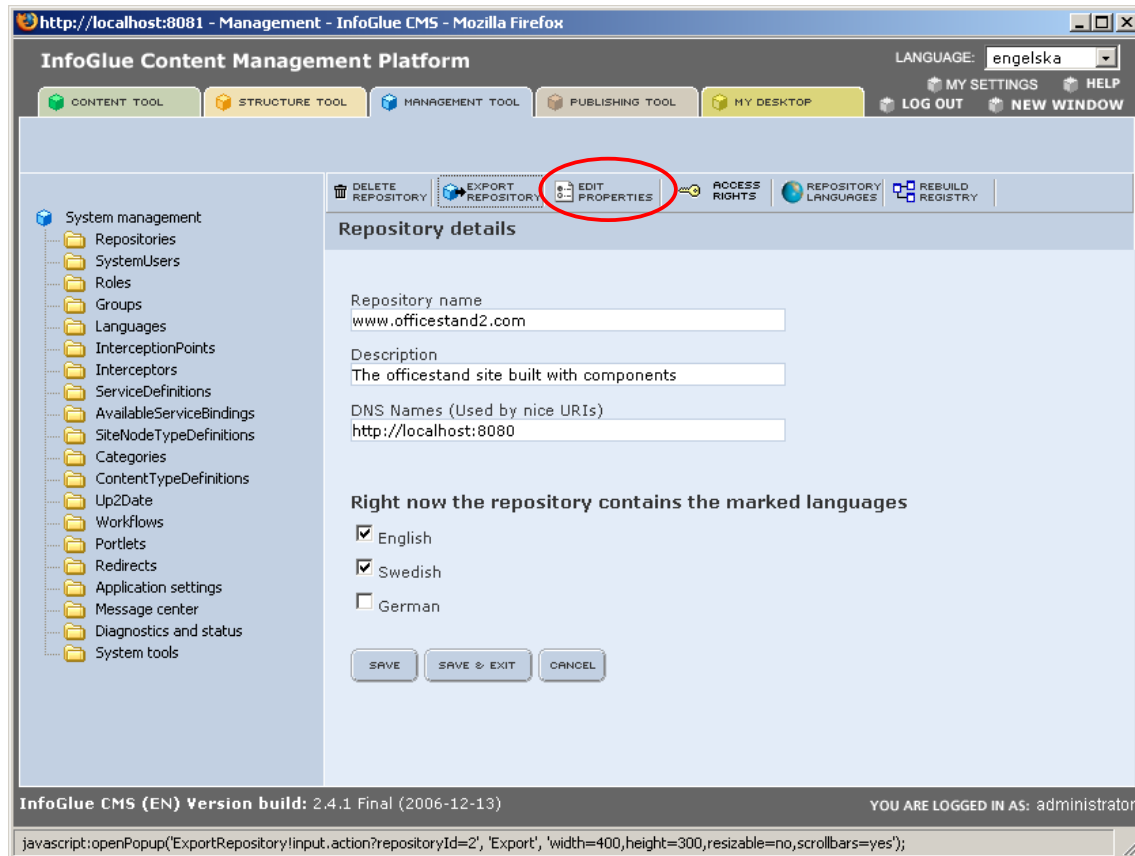 http://localhost:8081 - Management - InfoGlue CMS - Mozilla Firefox
InfoGlue Content Management Platform
LANGUAGE: engelska
MY SETTINGS HELP
LOG OUT NEW WINDOW
CONTENT TOOL STRUCTURE TOOL MANAGEMENT TOOL PUBLISHING TOOL MY DESKTOP
DELETE REPOSITORY
EXPORT REPOSITORY
EDIT PROPERTIES
ACCESS RIGHTS
REPOSITORY LANGUAGES
REBUILD REGISTRY
System management
Repositories
SystemUsers
Roles
Groups
Languages
InterceptionPoints
Interceptors
ServiceDefinitions
AvailableServiceBindings
SiteNodeTypeDefinitions
Categories
ContentTypeDefinitions
Up2Date
Workflows
Portlets
Redirects
Application settings
Message center
Diagnostics and status
System tools
Repository details
Repository name
www.officestand2.com
Description
The officestand site built with components
DNS Names (Used by nice URIs)
http://localhost:8080
Right now the repository contains the marked languages
English
Swedish
German
SAVE SAVE & EXIT CANCEL
InfoGlue CMS (EN) Version build: 2.4.1 Final (2006-12-13)
YOU ARE LOGGED IN AS: administrator
javascript:openPopup('ExportRepository!input.action?repositoryId=2', 'Export', 'width=400,height=300,resizable=no,scrollbars=yes');